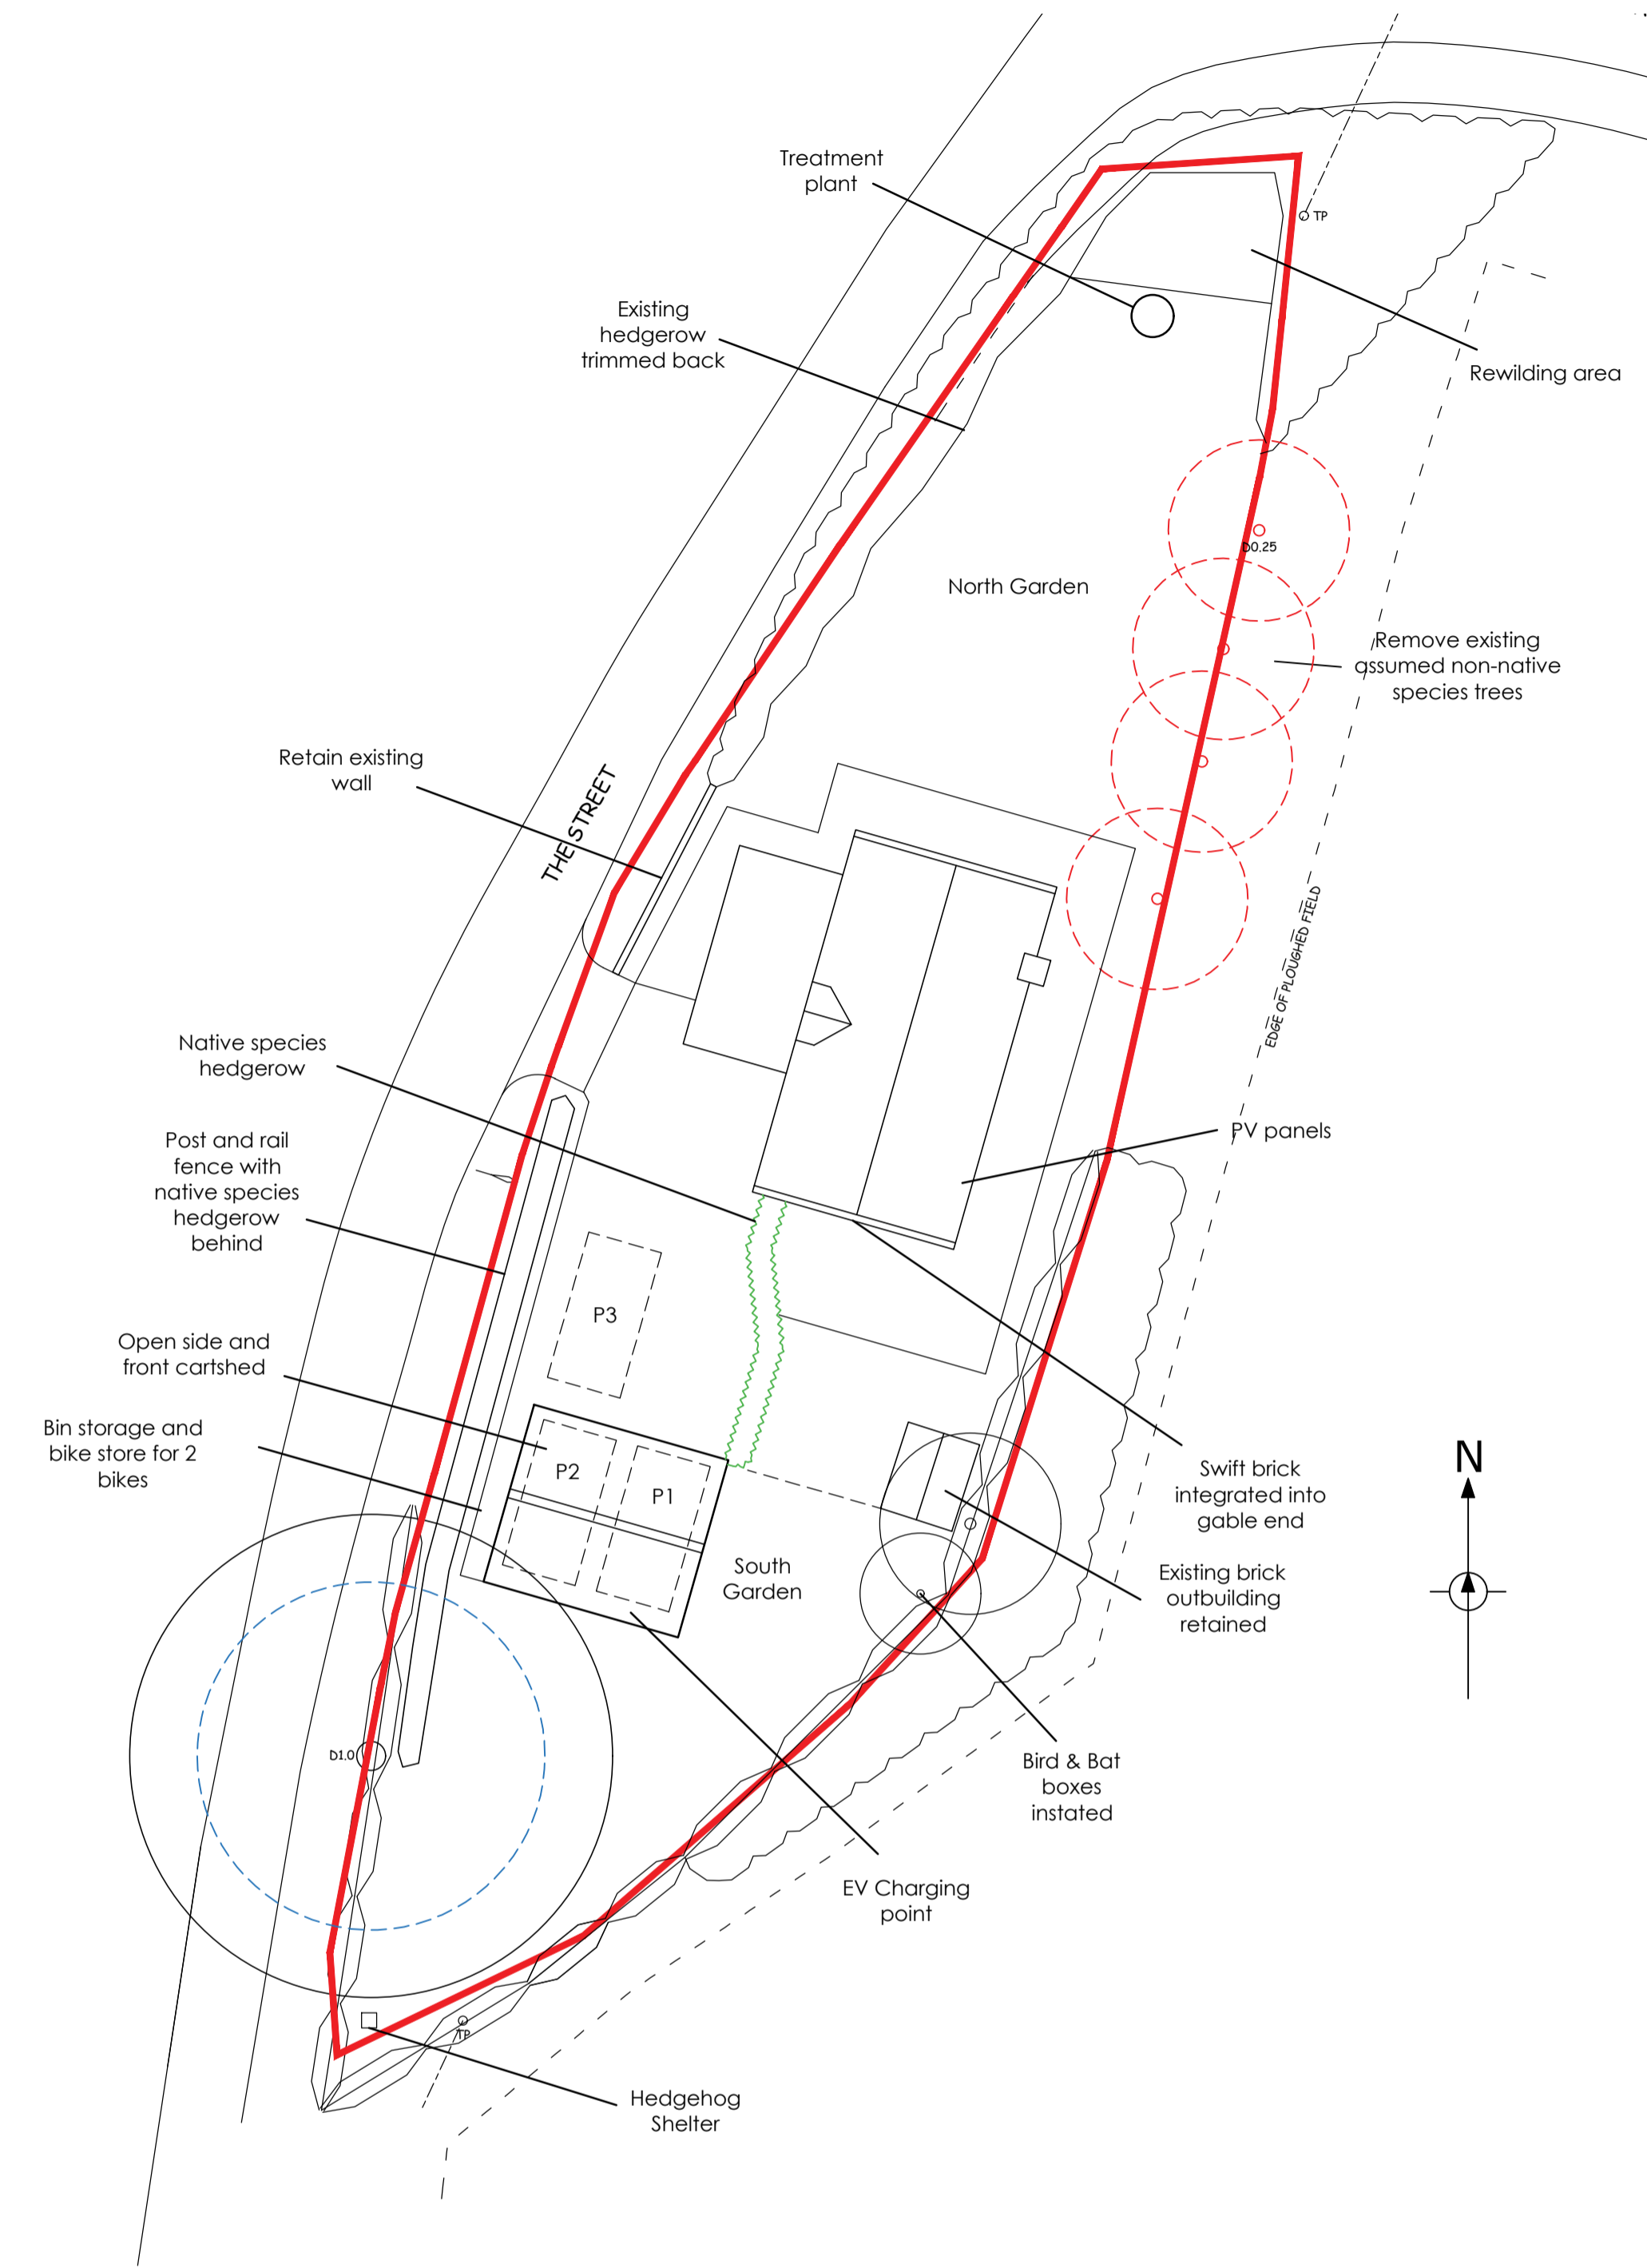 Treatment
plant
TP
Existing
hedgerow
trimmed back
Rewilding area
D0.25
North Garden
Remove existing
assumed non-native
species trees
Retain existing
wall
THE STREET
EDGE OF PLOUGHED FIELD
Native species
hedgerow
PV panels
Post and rail
fence with
native species
hedgerow
behind
P3
Open side and
front cartshed
Bin storage and
bike store for 2
bikes
P2
P1
N
Swift brick
integrated into
gable end
South
Garden
Existing brick
outbuilding
retained
D1.0
Bird & Bat
boxes
instated
EV Charging
point
TP
Hedgehog
Shelter